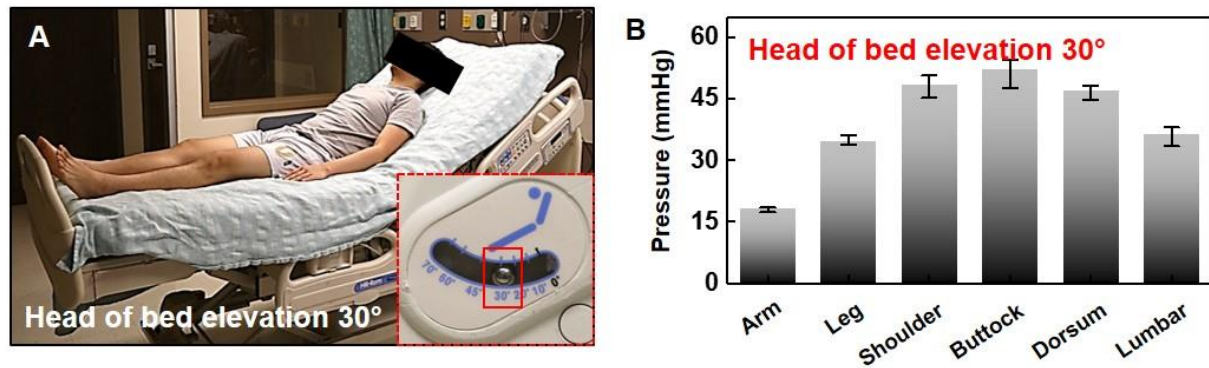 A
Head of bed elevation 30°
70° 60° 45° 30° 20° 10° 0°
B
Head of bed elevation 30°
Pressure (mmHg)
60
45
30
15
0
Arm
Leg
Shoulder
Buttock
Dorsum
Lumbar